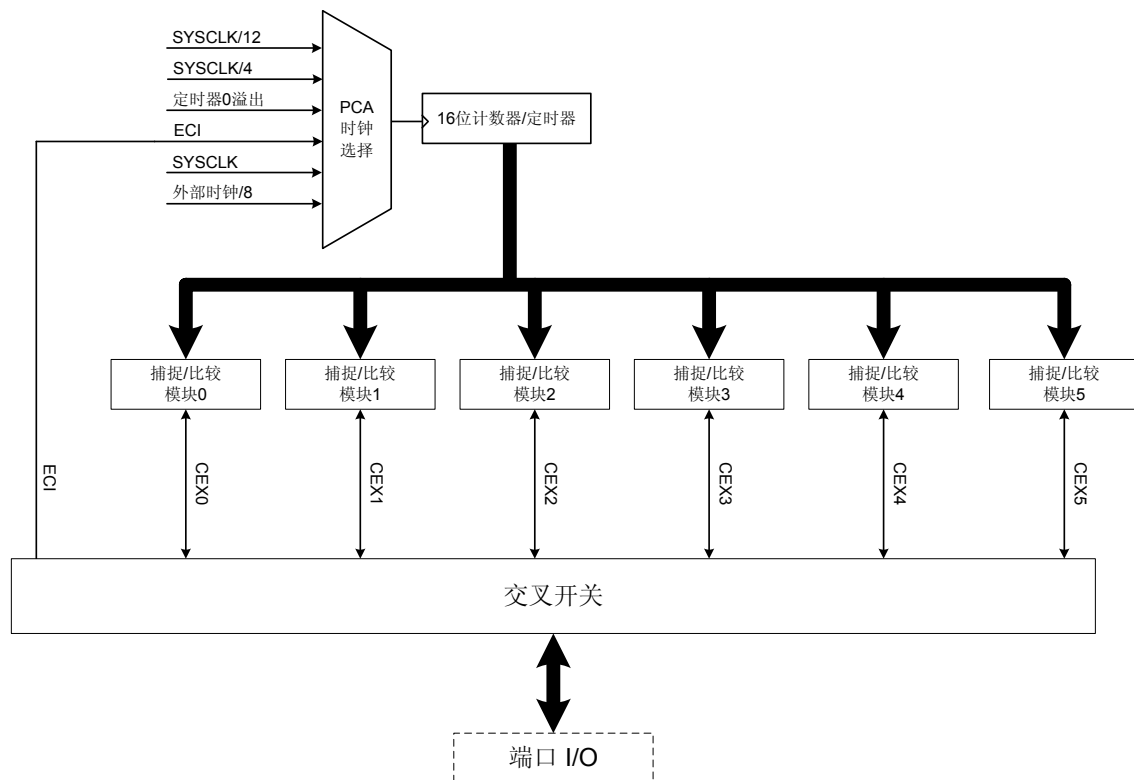 SYSCLK/12
SYSCLK/4
定时器0溢出
ECI
SYSCLK
外部时钟/8
PCA
时钟
选择
16位计数器/定时器
捕捉/比较
模块0
捕捉/比较
模块1
捕捉/比较
模块2
捕捉/比较
模块3
捕捉/比较
模块4
捕捉/比较
模块5
ECI
CEX0
CEX1
CEX2
CEX3
CEX4
CEX5
交叉开关
端口 I/O